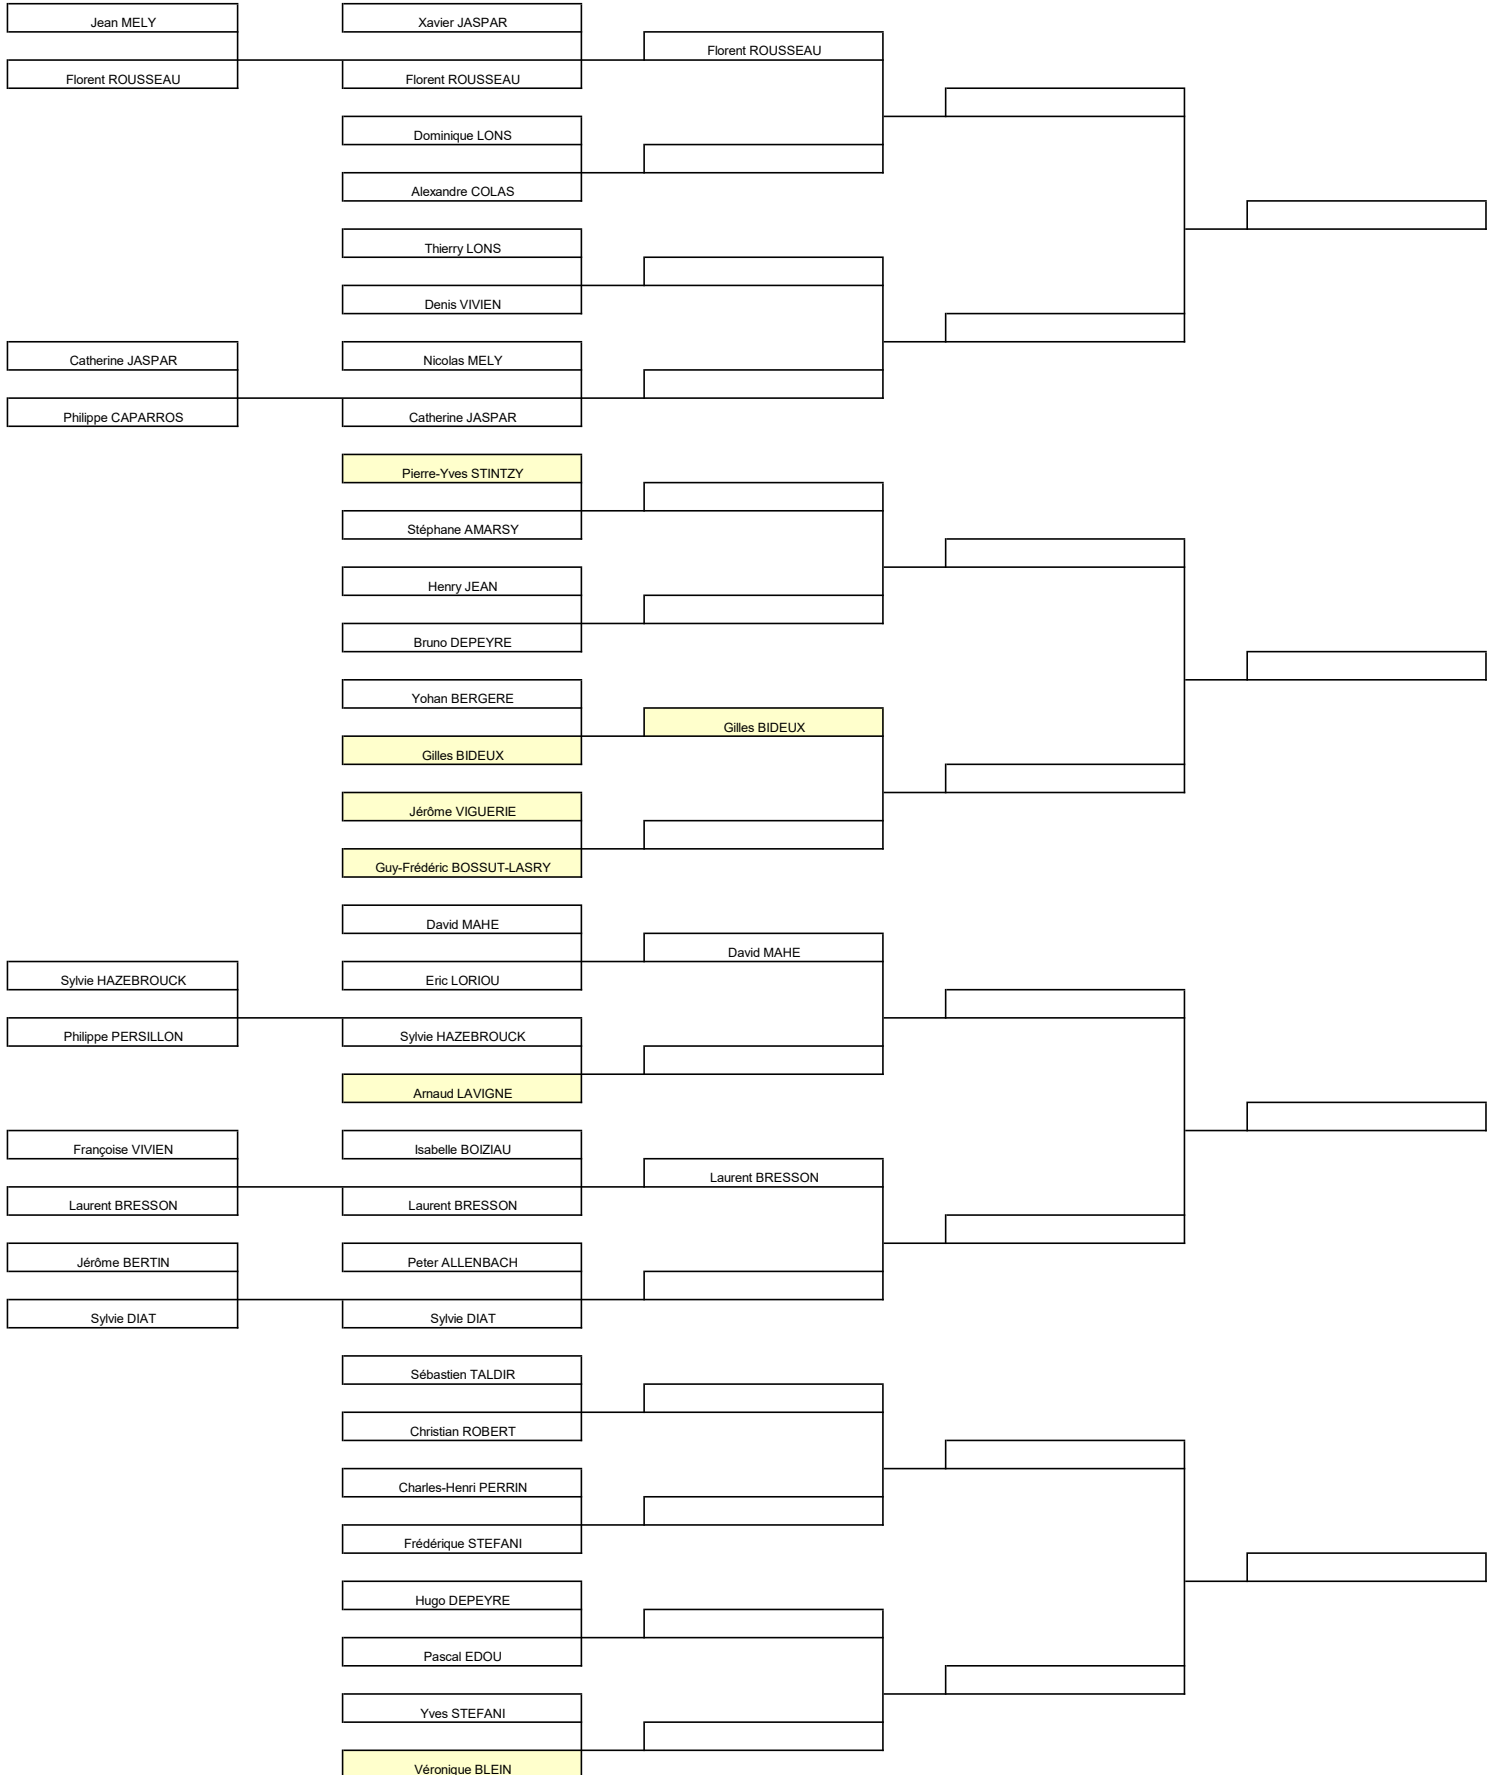 Jean MELY
Xavier JASPAR
Florent ROUSSEAU
Florent ROUSSEAU
Florent ROUSSEAU
Dominique LONS
Alexandre COLAS
Thierry LONS
Denis VIVIEN
Catherine JASPAR
Nicolas MELY
Philippe CAPARROS
Catherine JASPAR
Pierre-Yves STINTZY
Stéphane AMARSY
Henry JEAN
Bruno DEPEYRE
Yohan BERGERE
Gilles BIDEUX
Gilles BIDEUX
Jérôme VIGUERIE
Guy-Frédéric BOSSUT-LASRY
David MAHE
David MAHE
Sylvie HAZEBROUCK
Eric LORIOU
Philippe PERSILLON
Sylvie HAZEBROUCK
Arnaud LAVIGNE
Françoise VIVIEN
Isabelle BOIZIAU
Laurent BRESSON
Laurent BRESSON
Laurent BRESSON
Jérôme BERTIN
Peter ALLENBACH
Sylvie DIAT
Sylvie DIAT
Sébastien TALDIR
Christian ROBERT
Charles-Henri PERRIN
Frédérique STEFANI
Hugo DEPEYRE
Pascal EDOU
Yves STEFANI
Véronique BLEIN